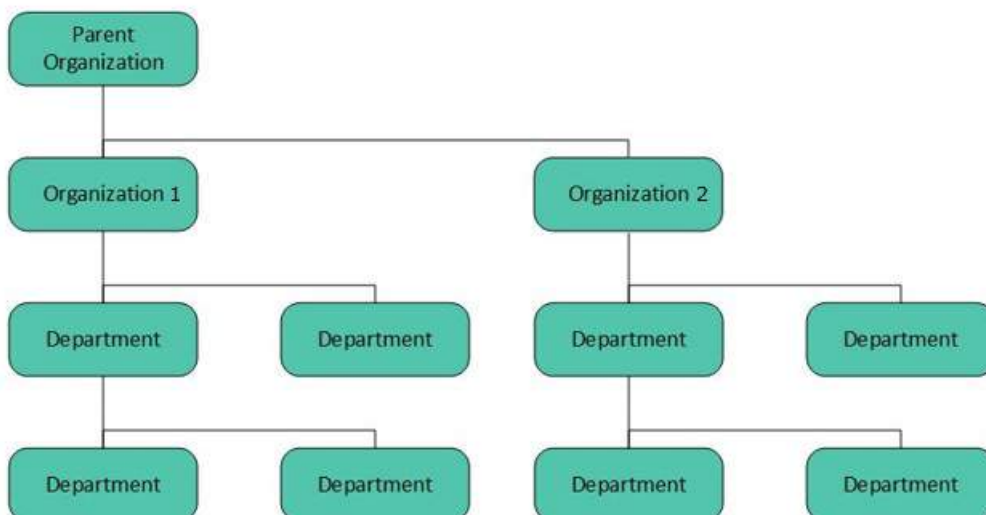 Parent
Organization
Organization 1
Organization 2
Department
Department
Department
Department
Department
Department
Department
Department